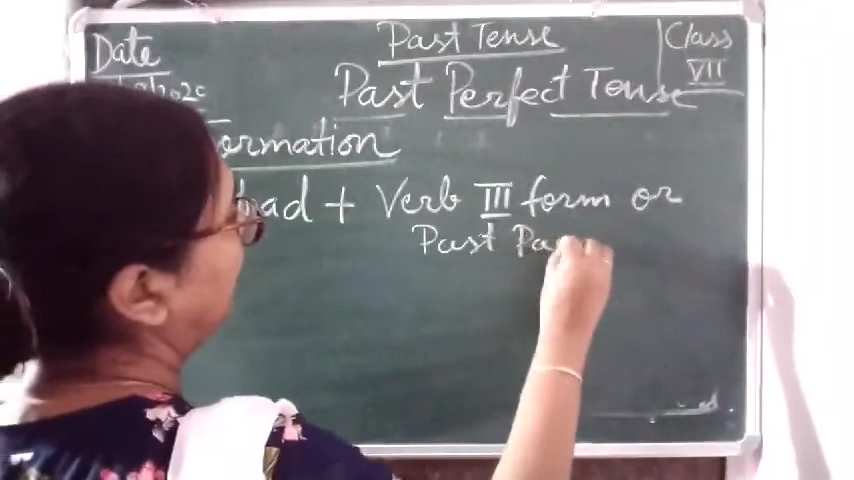 Date
Past Tense
Class
VII
Past Perfect Tense
Formation
had + Verb III form or
Past Pa